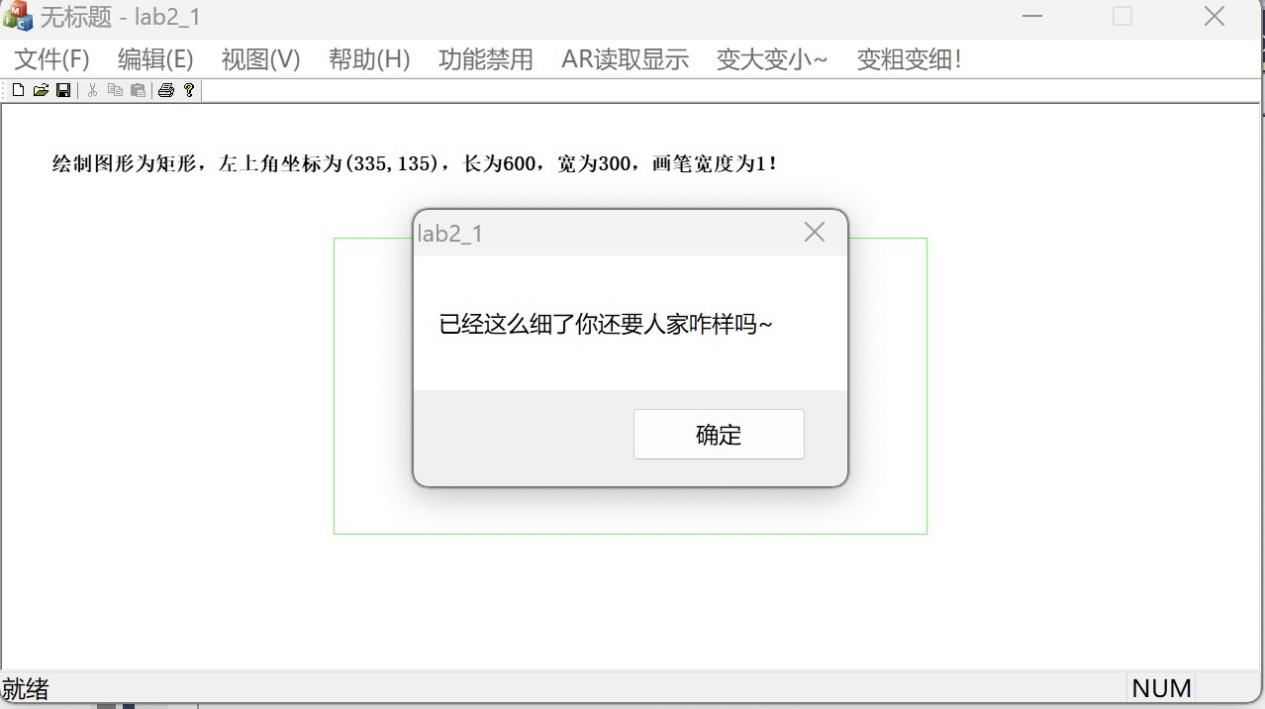 无标题 - lab2_1
文件(F) 编辑(E) 视图(V) 帮助(H) 功能禁用 AR读取显示 变大变小~ 变粗变细!
绘制图形为矩形，左上角坐标为(335,135)，长为600，宽为300，画笔宽度为1！
lab2_1
已经这么细了你还要人家咋样吗~
确定
就绪 NUM